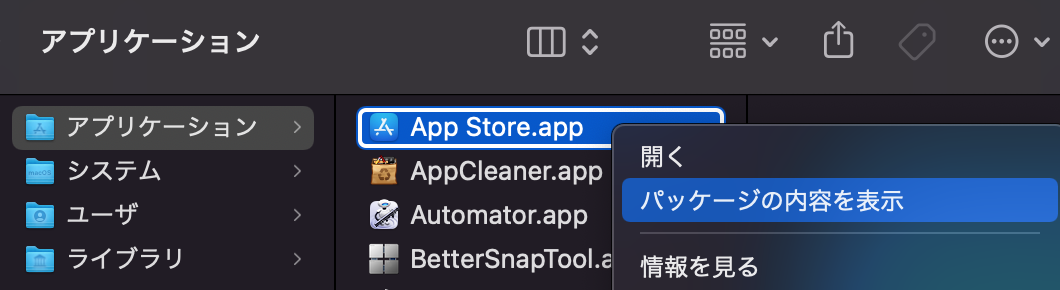 アプリケーション
アプリケーション
システム
macOS
ユーザ
ライブラリ
App Store.app
AppCleaner.app
Automator.app
BetterSnapTool.a
開く
パッケージの内容を表示
情報を見る